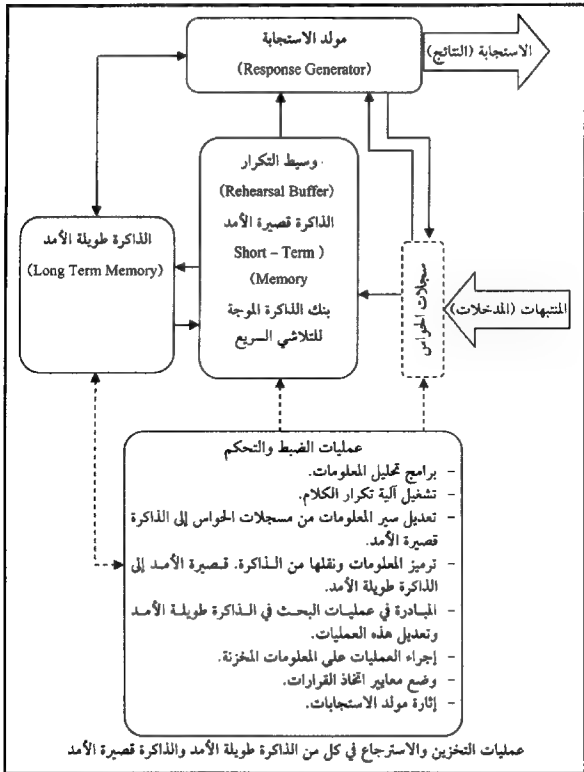 مولد الاستجابة
(Response Generator)
الاستجابة (النتائج)
وسيط التكرار
(Rehearsal Buffer)
الذاكرة قصيرة الأمد
Short – Term )
(Memory
بنك الذاكرة الموجة
للتلاشي السريع
الذاكرة طويلة الأمد
(Long Term Memory)
سجلات الحواس
المنتبهات (المدخلات)
عمليات الضبط والتحكم
- برامج تحليل المعلومات.
- تشغيل آلية تكرار الكلام.
- تعديل سير المعلومات من مسجلات الحواس إلى الذاكرة
قصيرة الأمد.
- ترميز المعلومات ونقلها من الذاكرة. قصيرة الأمد إلى
الذاكرة طويلة الأمد.
- المبادرة في عمليات البحث في الذاكرة طويلة الأمد
وتعديل هذه العمليات.
- إجراء العمليات على المعلومات المخزنة.
- وضع معايير اتخاذ القرارات.
- إثارة مولد الاستجابات.
عمليات التخزين والاسترجاع في كل من الذاكرة طويلة الأمد والذاكرة قصيرة الأمد